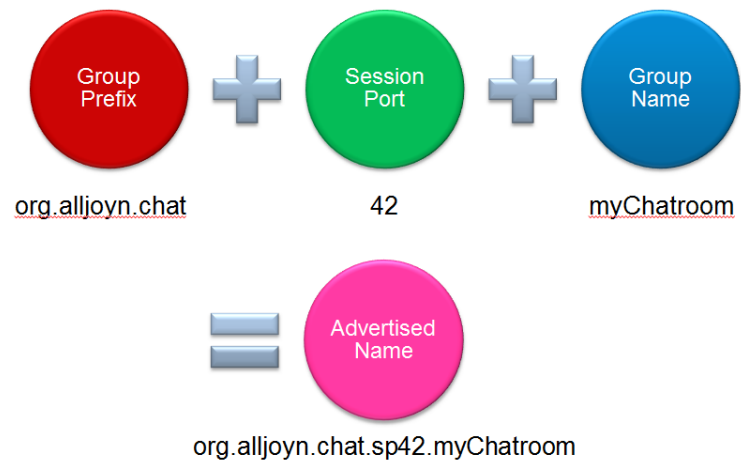 Group
Prefix
Session
Port
Group
Name
org.alljoyn.chat
42
myChatroom
Advertised
Name
org.alljoyn.chat.sp42.myChatroom